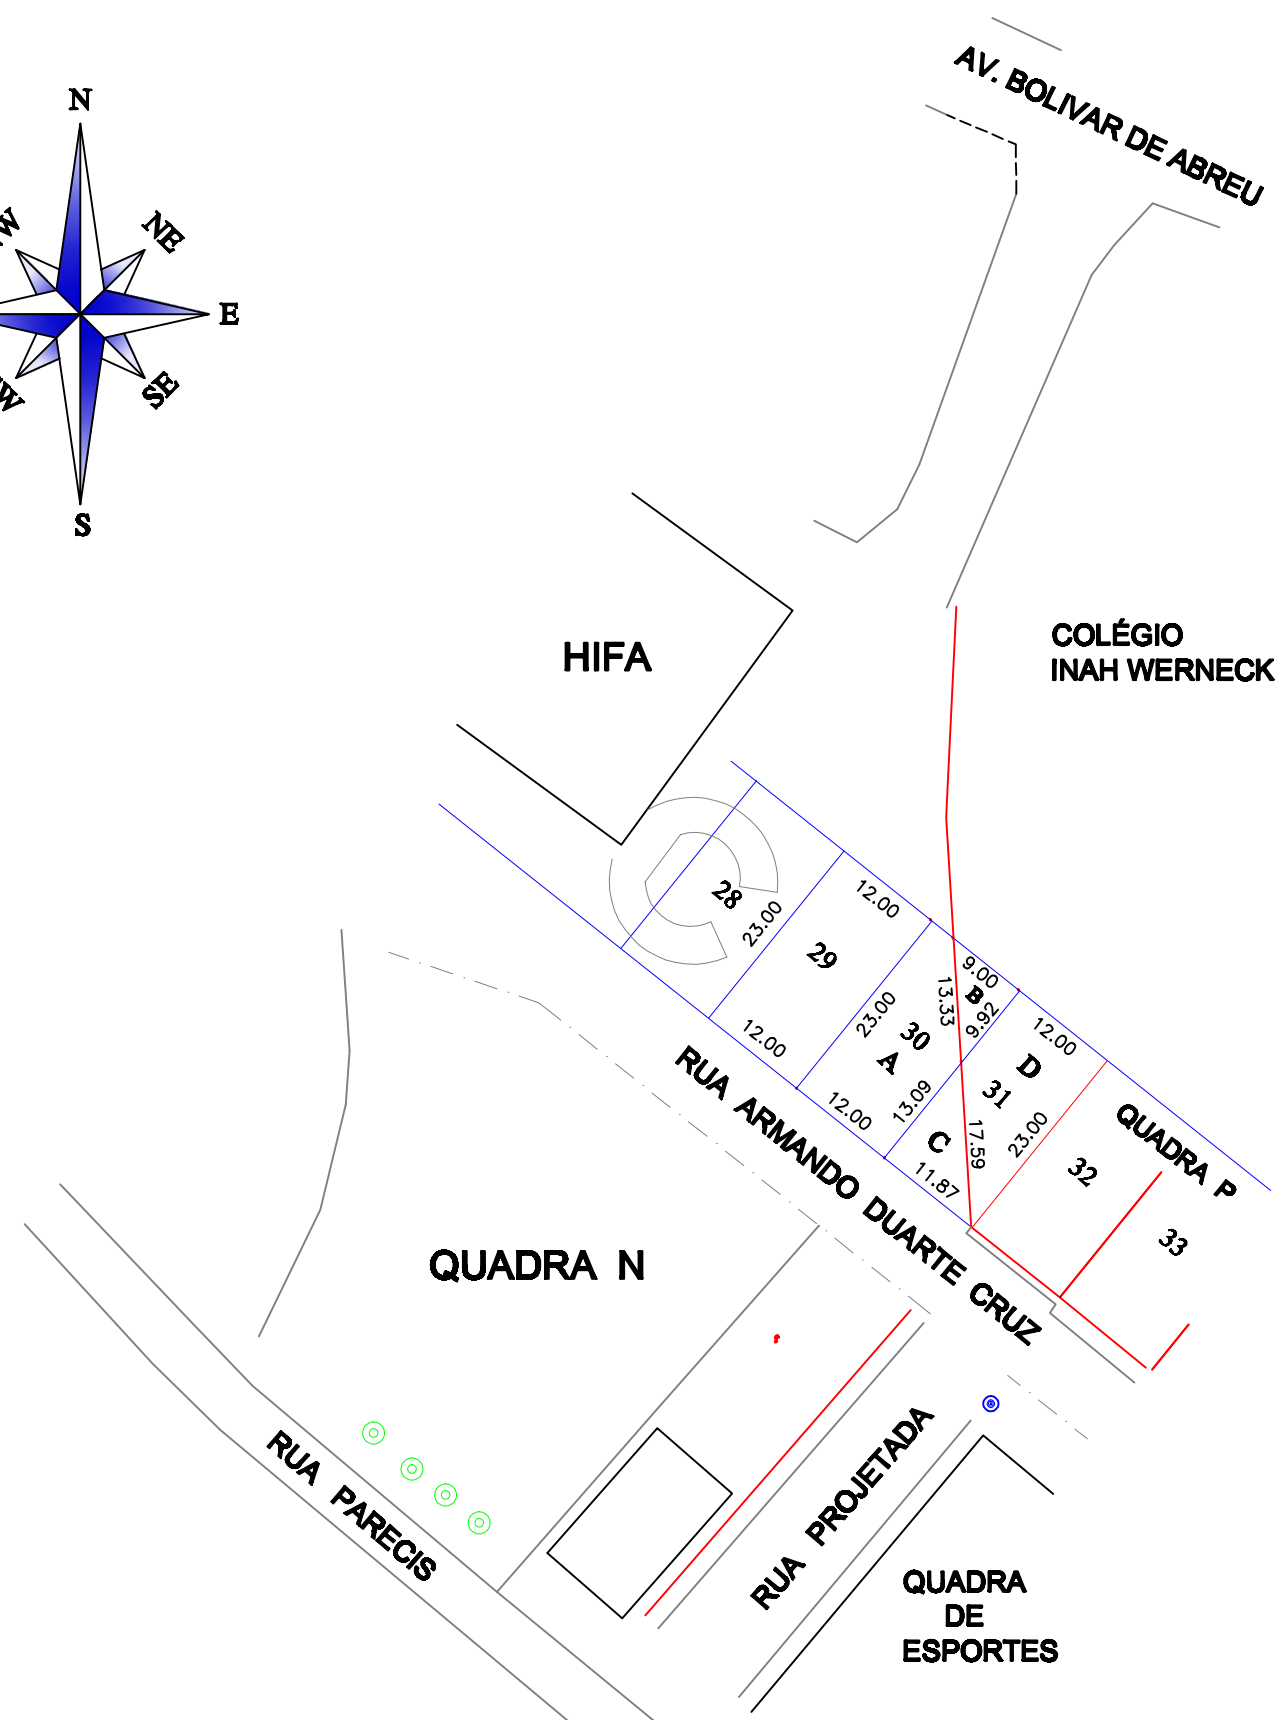 AV. BOLIVAR DE ABREU
N
NE
E
SE
S
W
COLÉGIO
INAH WERNECK
HIFA
28
23.00
29
12.00
12.00
23.00
30
A
12.00
13.33
9.00
B
9.92
13.09
C
11.87
17.59
D
31
12.00
23.00
32
QUADRA P
33
RUA ARMANDO DUARTE CRUZ
QUADRA N
RUA PARECIS
RUA PROJETADA
QUADRA
DE
ESPORTES